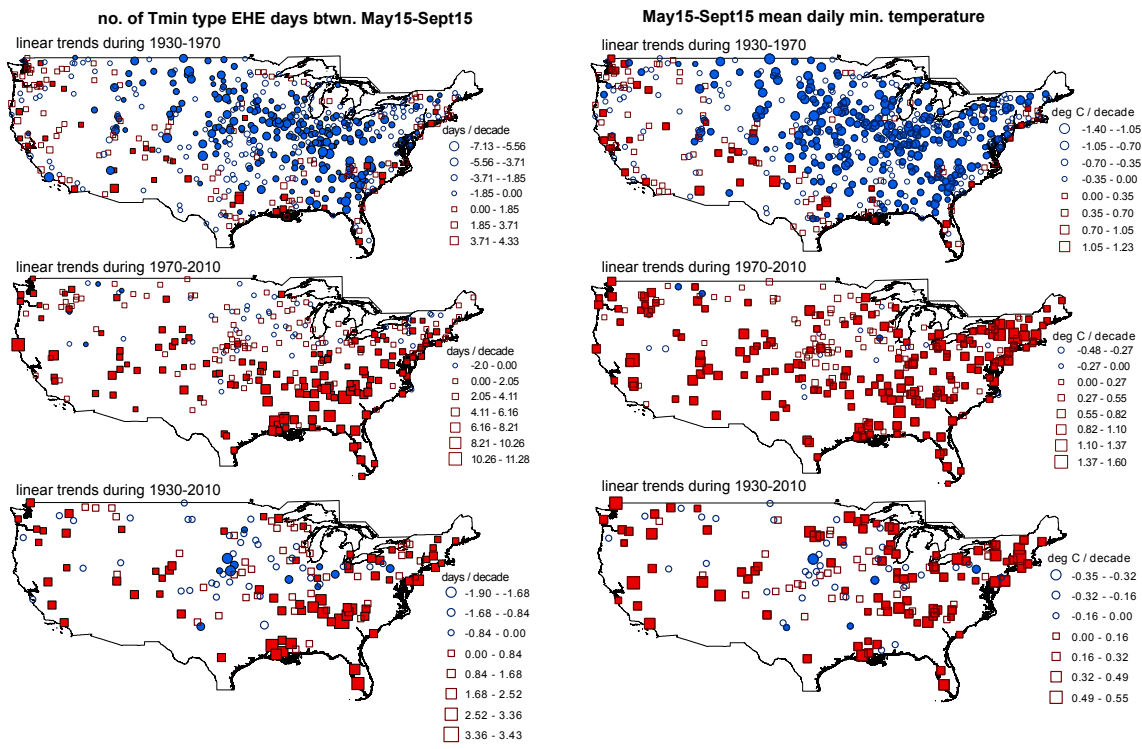 no. of Tmin type EHE days btwn. May15-Sept15
linear trends during 1930-1970
days / decade
-7.13 - -5.56
-5.56 - -3.71
-3.71 - -1.85
-1.85 - 0.00
0.00 - 1.85
1.85 - 3.71
3.71 - 4.33
linear trends during 1970-2010
days / decade
-2.0 - 0.00
0.00 - 2.05
2.05 - 4.11
4.11 - 6.16
6.16 - 8.21
8.21 - 10.26
10.26 - 11.28
linear trends during 1930-2010
days / decade
-1.90 - -1.68
-1.68 - -0.84
-0.84 - 0.00
0.00 - 0.84
0.84 - 1.68
1.68 - 2.52
2.52 - 3.36
3.36 - 3.43
May15-Sept15 mean daily min. temperature
linear trends during 1930-1970
deg C / decade
-1.40 - -1.05
-1.05 - -0.70
-0.70 - -0.35
-0.35 - 0.00
0.00 - 0.35
0.35 - 0.70
0.70 - 1.05
1.05 - 1.23
linear trends during 1970-2010
deg C / decade
-0.48 - -0.27
-0.27 - 0.00
0.00 - 0.27
0.27 - 0.55
0.55 - 0.82
0.82 - 1.10
1.10 - 1.37
1.37 - 1.60
linear trends during 1930-2010
deg C / decade
-0.35 - -0.32
-0.32 - -0.16
-0.16 - 0.00
0.00 - 0.16
0.16 - 0.32
0.32 - 0.49
0.49 - 0.55